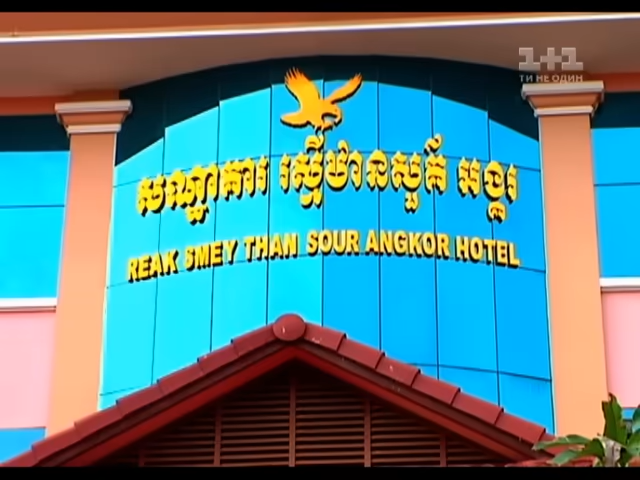 1+1
ТИ НЕ ОДИН
សណ្ឋាគារ រស្មីឋានសួគ៌ អង្គរ
REAK SMEY THAN SOUR ANGKOR HOTEL